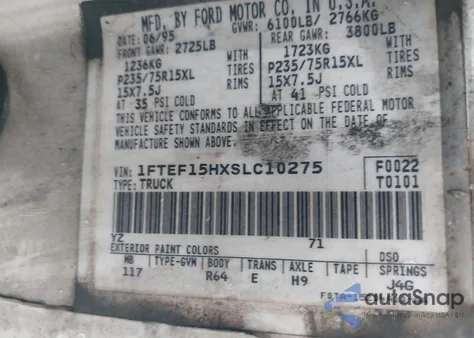 MFD. BY FORD MOTOR CO. IN U.S.A.
DATE: 06/95 GVWR: 6100LB/ 2766KG
FRONT GAWR: 2725LB REAR GAWR: 3800LB
1236KG WITH 1723KG WITH
P235/75R15XL TIRES P235/75R15XL TIRES
15X7.5J RIMS 15X7.5J RIMS
AT 35 PSI COLD AT 41 PSI COLD
THIS VEHICLE CONFORMS TO ALL APPLICABLE FEDERAL MOTOR
VEHICLE SAFETY STANDARDS IN EFFECT ON THE DATE OF
MANUFACTURE SHOWN ABOVE.
VIN: 1FTEF15HXSLC10275 F0022
TYPE: TRUCK T0101
YZ 71
EXTERIOR PAINT COLORS DSO
WB TYPE-GVM BODY TRANS AXLE TAPE SPRINGS
117 R64 E H9 J4G
autoSnap